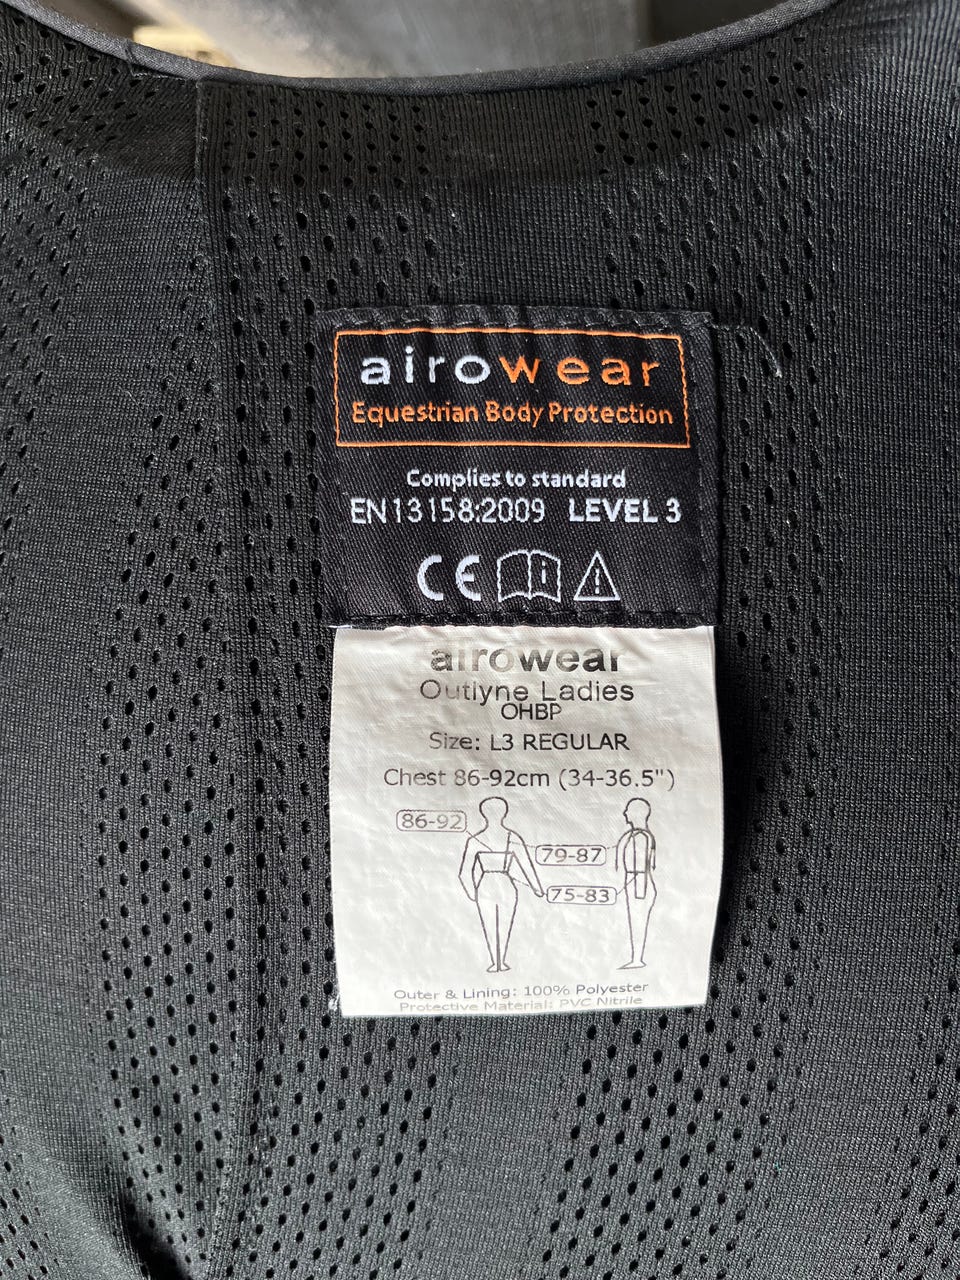 airowear
Equestrian Body Protection
Complies to standard
EN13158:2009 LEVEL 3
CE i
airowear
Outlyne Ladies
OHBP
Size: L3 REGULAR
Chest 86-92cm (34-36.5")
86-92
79-87
75-83
Outer & Lining: 100% Polyester
Protective Material: PVC Nitrile